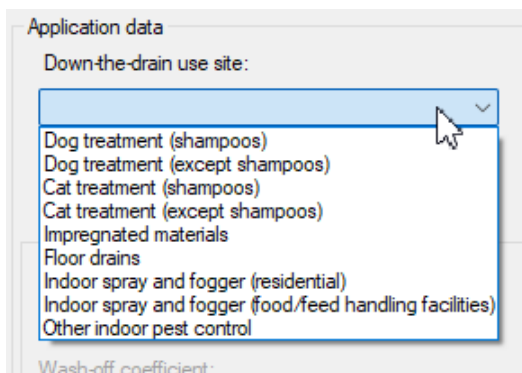 Application data
Down-the-drain use site:
Dog treatment (shampoos)
Dog treatment (except shampoos)
Cat treatment (shampoos)
Cat treatment (except shampoos)
Impregnated materials
Floor drains
Indoor spray and fogger (residential)
Indoor spray and fogger (food/feed handling facilities)
Other indoor pest control
Wash-off coefficient: